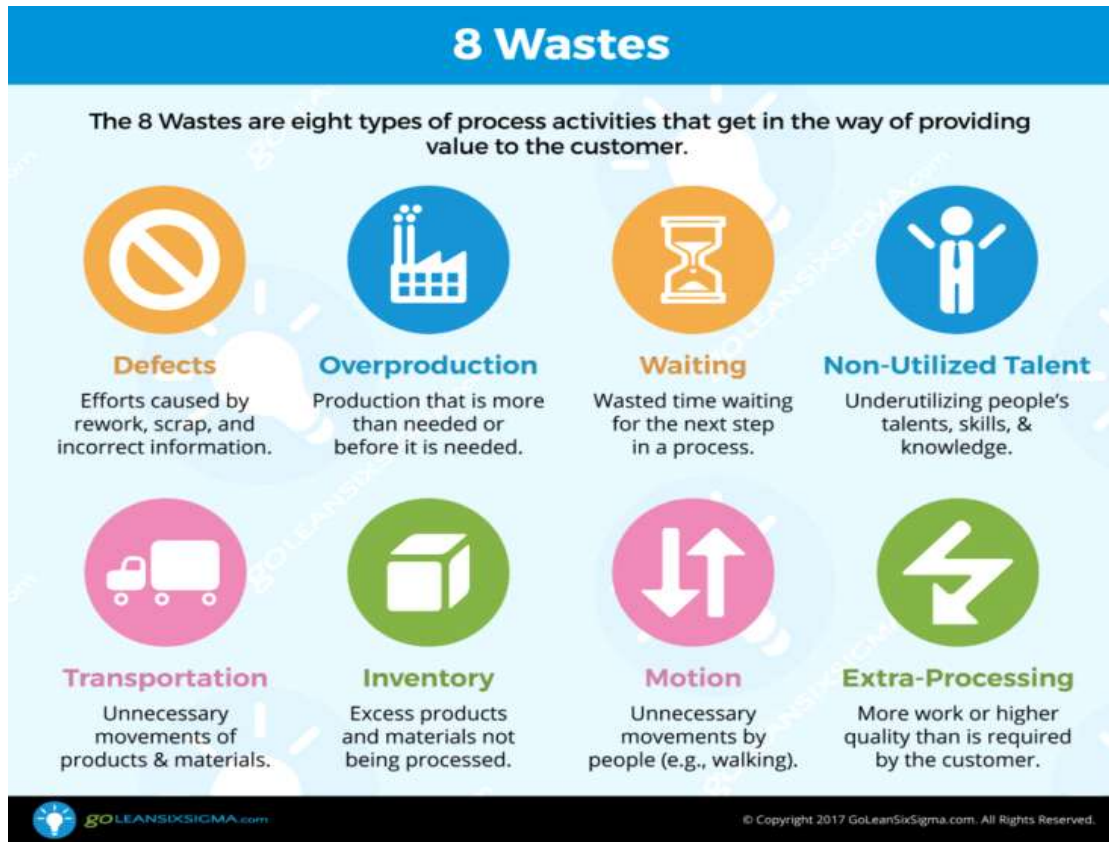 8 Wastes
The 8 Wastes are eight types of process activities that get in the way of providing
value to the customer.
Defects
Efforts caused by
rework, scrap, and
incorrect information.
Overproduction
Production that is more
than needed or
before it is needed.
Waiting
Wasted time waiting
for the next step
in a process.
Non-Utilized Talent
Underutilizing people's
talents, skills, &
knowledge.
Transportation
Unnecessary
movements of
products & materials.
Inventory
Excess products
and materials not
being processed.
Motion
Unnecessary
movements by
people (e.g., walking).
Extra-Processing
More work or higher
quality than is required
by the customer.
goLEANSIXSIGMA.com
© Copyright 2017 GoLeanSixSigma.com. All Rights Reserved.